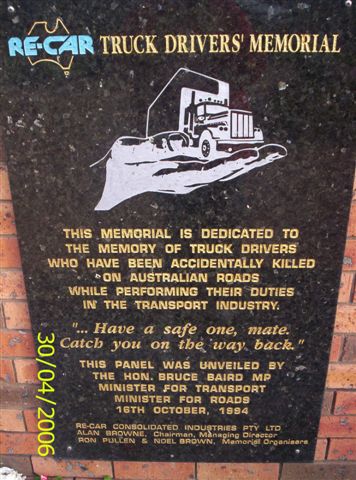 RE-CAR TRUCK DRIVERS' MEMORIAL
THIS MEMORIAL IS DEDICATED TO
THE MEMORY OF TRUCK DRIVERS
WHO HAVE BEEN ACCIDENTALLY KILLED
ON AUSTRALIAN ROADS
WHILE PERFORMING THEIR DUTIES
IN THE TRANSPORT INDUSTRY.
"... Have a safe one, mate.
Catch you on the way back."
THIS PANEL WAS UNVEILED BY
THE HON. BRUCE BAIRD MP
MINISTER FOR TRANSPORT
MINISTER FOR ROADS
16TH OCTOBER, 1994
RE-CAR CONSOLIDATED INDUSTRIES PTY LTD
ALAN BROWNE, Chairman, Managing Director
RON PULLEN & NOEL BROWN, Memorial Organisers
30/04/2006